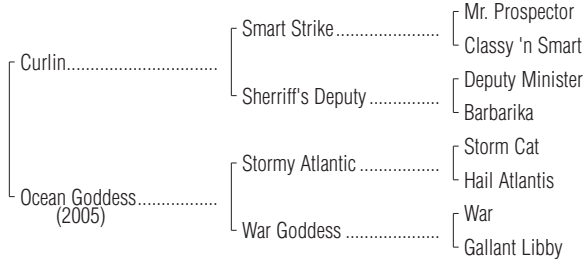 Mr. Prospector
Smart Strike......................
Classy 'n Smart
Curlin................................
Deputy Minister
Sherriff's Deputy ...............
Barbarika
Storm Cat
Stormy Atlantic .................
Hail Atlantis
Ocean Goddess.................
(2005)
War
War Goddess ....................
Gallant Libby